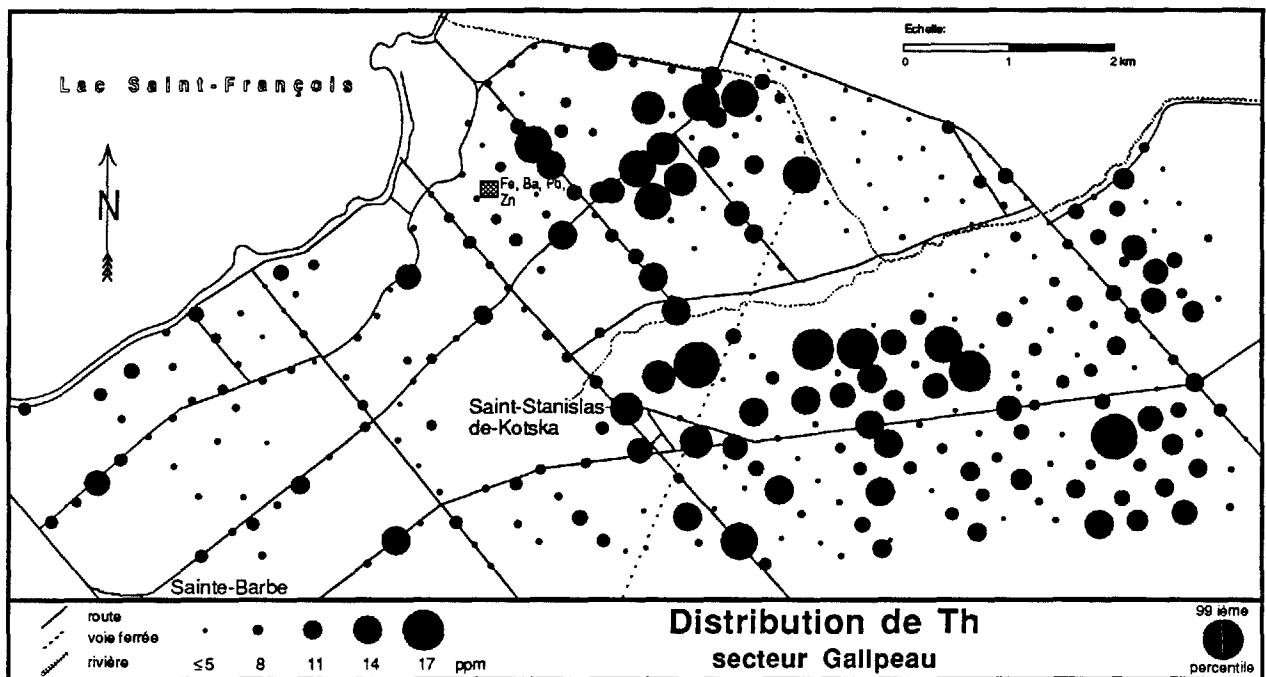 Echelle:
0 1 2 km
Lac Saint-François
N
Fe, Ba, Pb,
Zn
Saint-Stanislas
de-Kotska
Sainte-Barbe
route
voie ferrée
rivière
≤5 8 11 14 17 ppm
Distribution de Th
secteur Gallpeau
99 ième
percentile